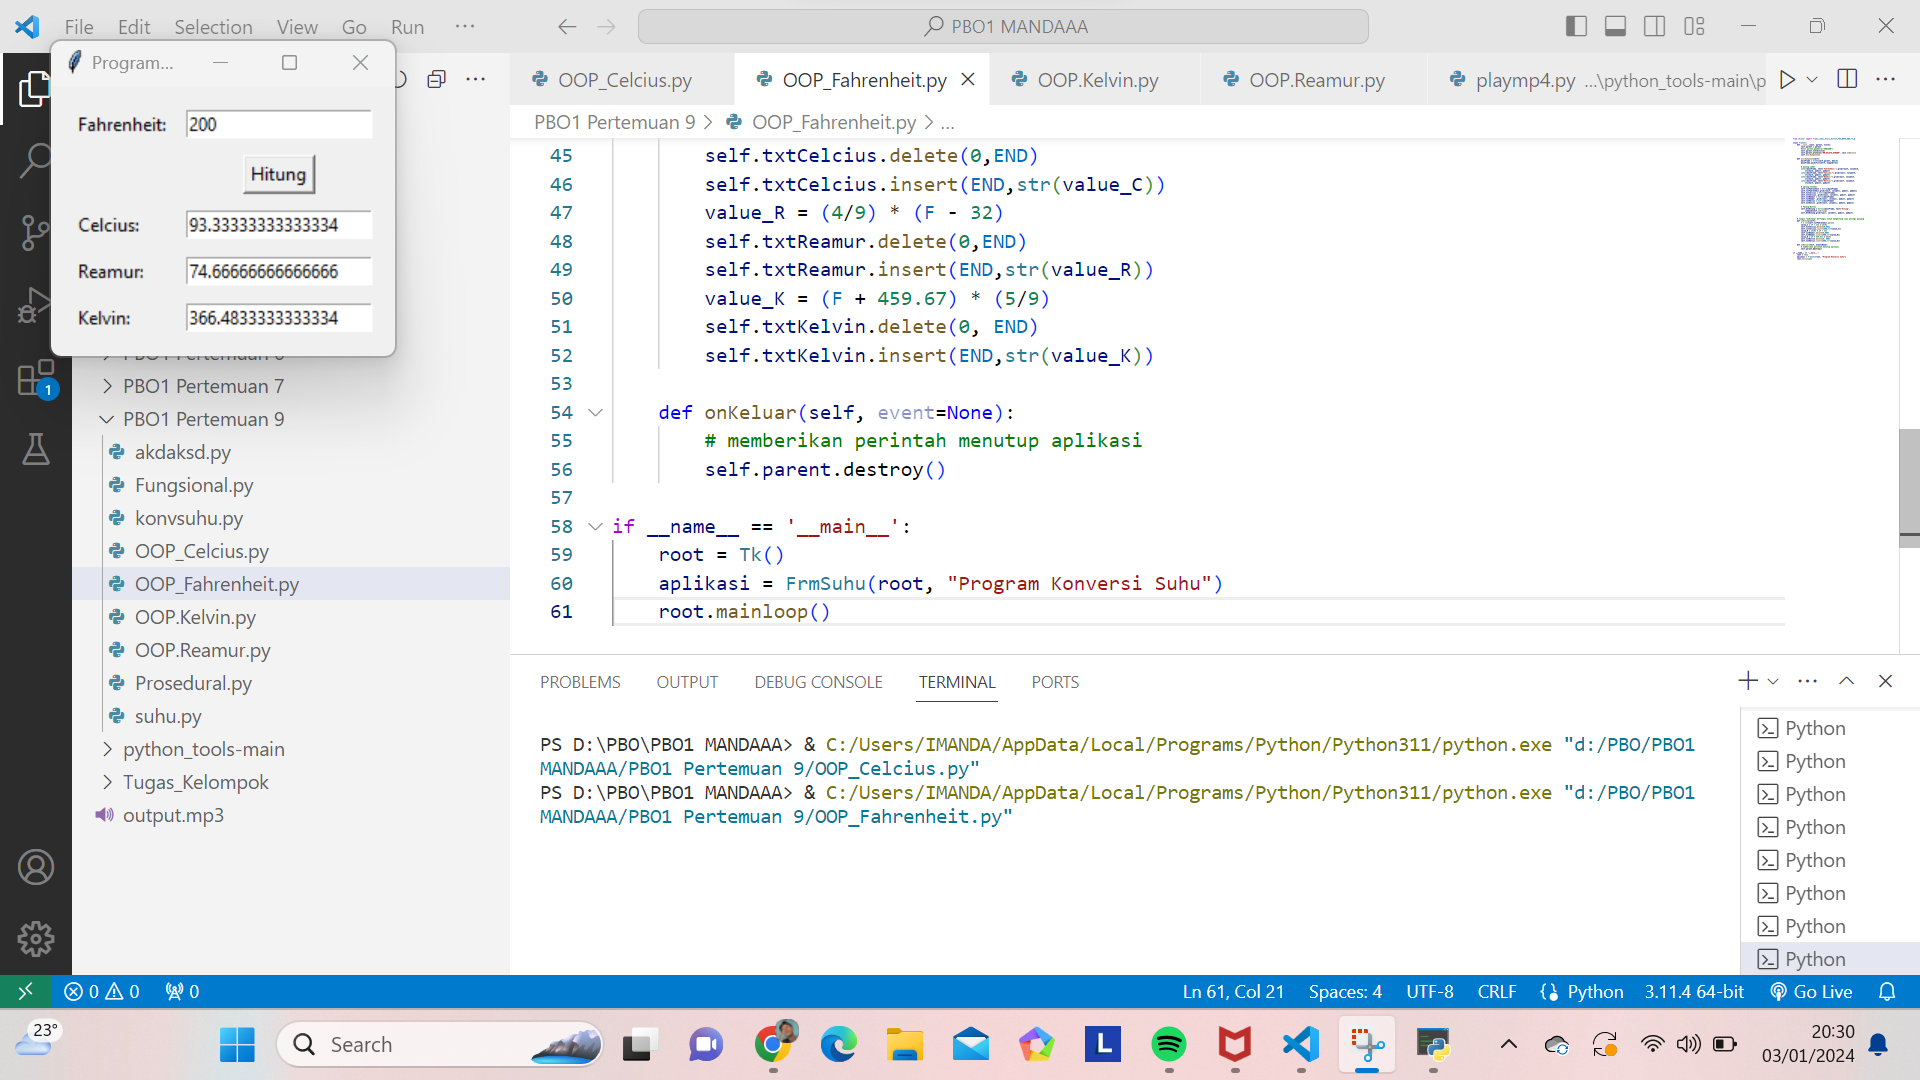 File Edit Selection View Go Run ···
PBO1 MANDAAA
Program...
Fahrenheit: 200
Hitung
Celcius: 93.33333333333334
Reamur: 74.66666666666666
Kelvin: 366.4833333333334
PBO1 Pertemuan 6
PBO1 Pertemuan 7
PBO1 Pertemuan 9
akdaksd.py
Fungsional.py
konvsuhu.py
OOP_Celcius.py
OOP_Fahrenheit.py
OOP.Kelvin.py
OOP.Reamur.py
Prosedural.py
suhu.py
python_tools-main
Tugas_Kelompok
output.mp3
1
OOP_Celcius.py OOP_Fahrenheit.py OOP.Kelvin.py OOP.Reamur.py playmp4.py ...\python_tools-main\p
PBO1 Pertemuan 9 > OOP_Fahrenheit.py > ...
45 self.txtCelcius.delete(0,END)
46 self.txtCelcius.insert(END,str(value_C))
47 value_R = (4/9) * (F - 32)
48 self.txtReamur.delete(0,END)
49 self.txtReamur.insert(END,str(value_R))
50 value_K = (F + 459.67) * (5/9)
51 self.txtKelvin.delete(0, END)
52 self.txtKelvin.insert(END,str(value_K))
53
54 def onKeluar(self, event=None):
55 # memberikan perintah menutup aplikasi
56 self.parent.destroy()
57
58 if __name__ == '__main__':
59 root = Tk()
60 aplikasi = FrmSuhu(root, "Program Konversi Suhu")
61 root.mainloop()
PROBLEMS OUTPUT DEBUG CONSOLE TERMINAL PORTS
PS D:\PBO\PBO1 MANDAAA> & C:/Users/IMANDA/AppData/Local/Programs/Python/Python311/python.exe "d:/PBO/PBO1
MANDAAA/PBO1 Pertemuan 9/OOP_Celcius.py"
PS D:\PBO\PBO1 MANDAAA> & C:/Users/IMANDA/AppData/Local/Programs/Python/Python311/python.exe "d:/PBO/PBO1
MANDAAA/PBO1 Pertemuan 9/OOP_Fahrenheit.py"
Python
Python
Python
Python
Python
Python
Python
Python
0 0 0
Ln 61, Col 21 Spaces: 4 UTF-8 CRLF Python 3.11.4 64-bit Go Live
23°
Search
L
20:30
03/01/2024